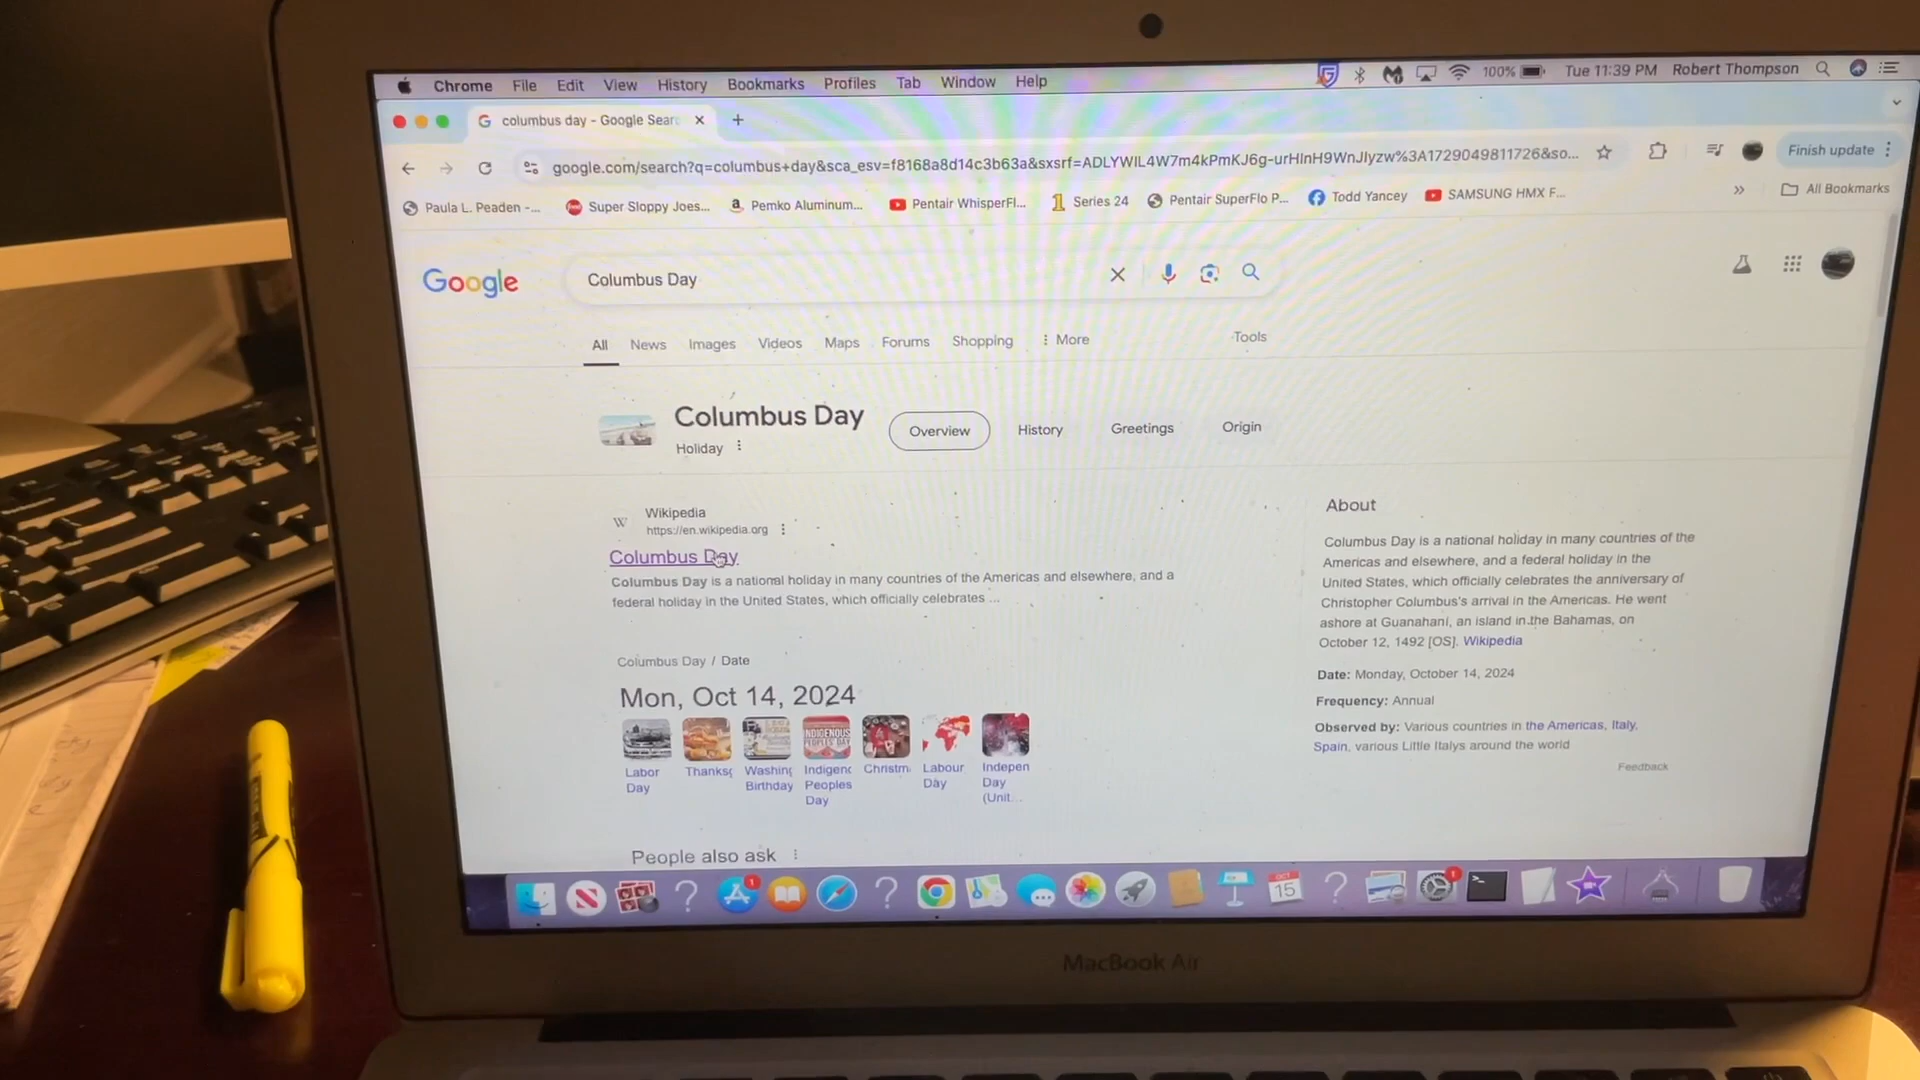 Chrome File Edit View History Bookmarks Profiles Tab Window Help 100% Tue 11:39 PM Robert Thompson
columbus day - Google Sear
google.com/search?q=columbus+day&sca_esv=f8168a8d14c3b63a&sxsrf=ADLYWIL4W7m4kPmKJ6g-urHInH9WnJIyzw%3A1729049811726&so... Finish update
Paula L. Peaden -... Super Sloppy Joes... Pemko Aluminum... Pentair WhisperFl... Series 24 Pentair SuperFlo P... Todd Yancey SAMSUNG HMX F... » All Bookmarks
Google Columbus Day
All News Images Videos Maps Forums Shopping More Tools
Columbus Day
Holiday
Overview History Greetings Origin
W Wikipedia
https://en.wikipedia.org
Columbus Day
Columbus Day is a national holiday in many countries of the Americas and elsewhere, and a
federal holiday in the United States, which officially celebrates ...
Columbus Day / Date
Mon, Oct 14, 2024
INDIGENOUS
PEOPLES' DAY
Labor
Day
Thanksg
Washing
Birthday
Indigenc
Peoples
Day
Christm
Labour
Day
Indepen
Day
(Unit...
People also ask
About
Columbus Day is a national holiday in many countries of the
Americas and elsewhere, and a federal holiday in the
United States, which officially celebrates the anniversary of
Christopher Columbus's arrival in the Americas. He went
ashore at Guanahani, an island in the Bahamas, on
October 12, 1492 [OS]. Wikipedia
Date: Monday, October 14, 2024
Frequency: Annual
Observed by: Various countries in the Americas, Italy,
Spain, various Little Italys around the world
Feedback
OCT
15
MacBook Air